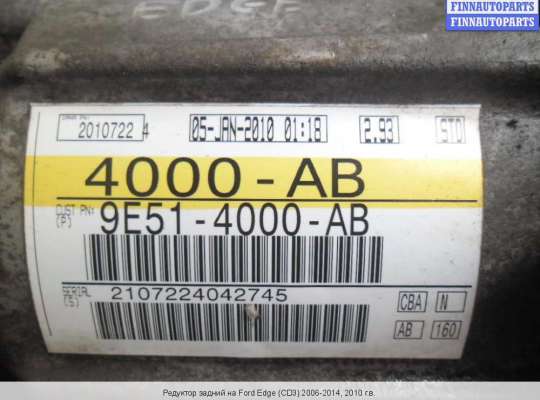 FINNAUTOPARTS
FINNAUTOPARTS
FINNAUTOPARTS
EDGE
2010722 4 05-JAN-2010 01:18 2.93 STD
4000-AB
CUST PN:
(P)
9E51-4000-AB
SERIAL
(S)
2107224042745
CBA N
AB 160
Редуктор задний на Ford Edge (CD3) 2006-2014, 2010 г.в.